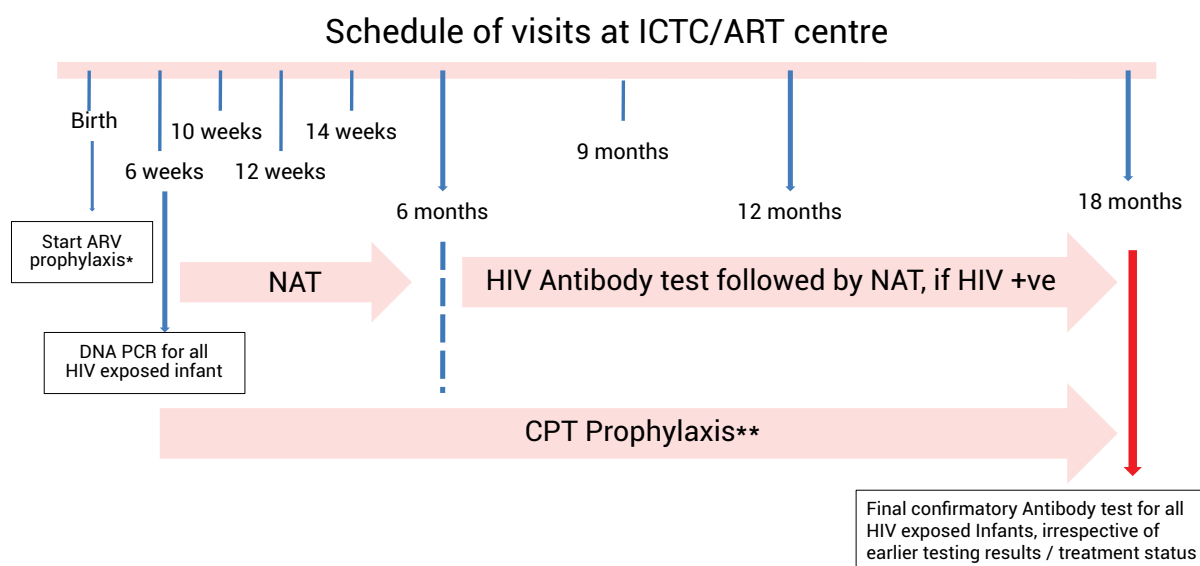 Schedule of visits at ICTC/ART centre
Birth
10 weeks
14 weeks
9 months
6 weeks
12 weeks
6 months
12 months
18 months
Start ARV
prophylaxis*
NAT
HIV Antibody test followed by NAT, if HIV +ve
DNA PCR for all
HIV exposed infant
CPT Prophylaxis**
Final confirmatory Antibody test for all
HIV exposed Infants, irrespective of
earlier testing results / treatment status